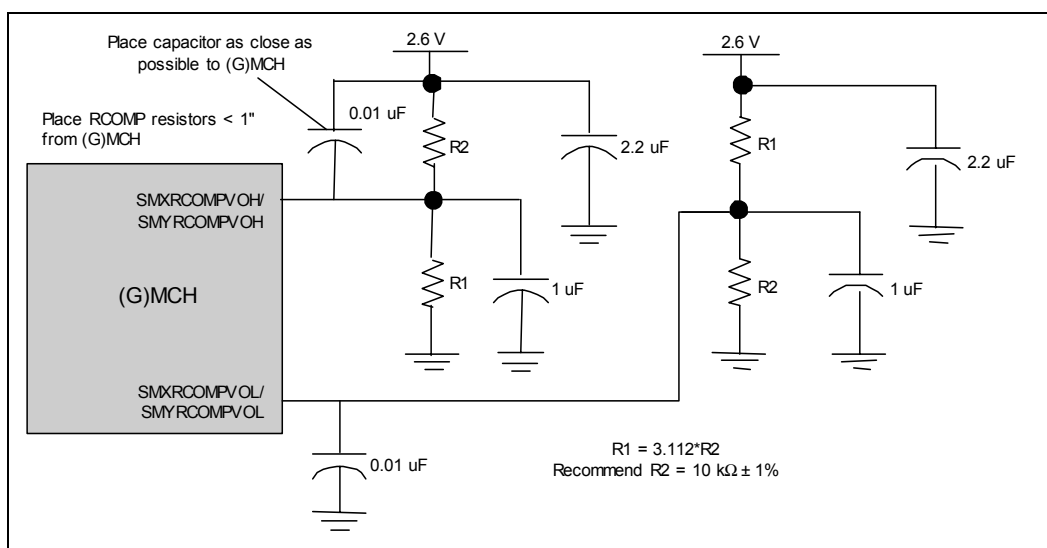 Place capacitor as close as
possible to (G)MCH
2.6 V
2.6 V
0.01 uF
Place RCOMP resistors < 1"
from (G)MCH
R2
2.2 uF
R1
2.2 uF
SMXRCOMPVOH/
SMYRCOMPVOH
(G)MCH
R1
1 uF
R2
1 uF
SMXRCOMPVOL/
SMYRCOMPVOL
0.01 uF
R1 = 3.112*R2
Recommend R2 = 10 kΩ ± 1%